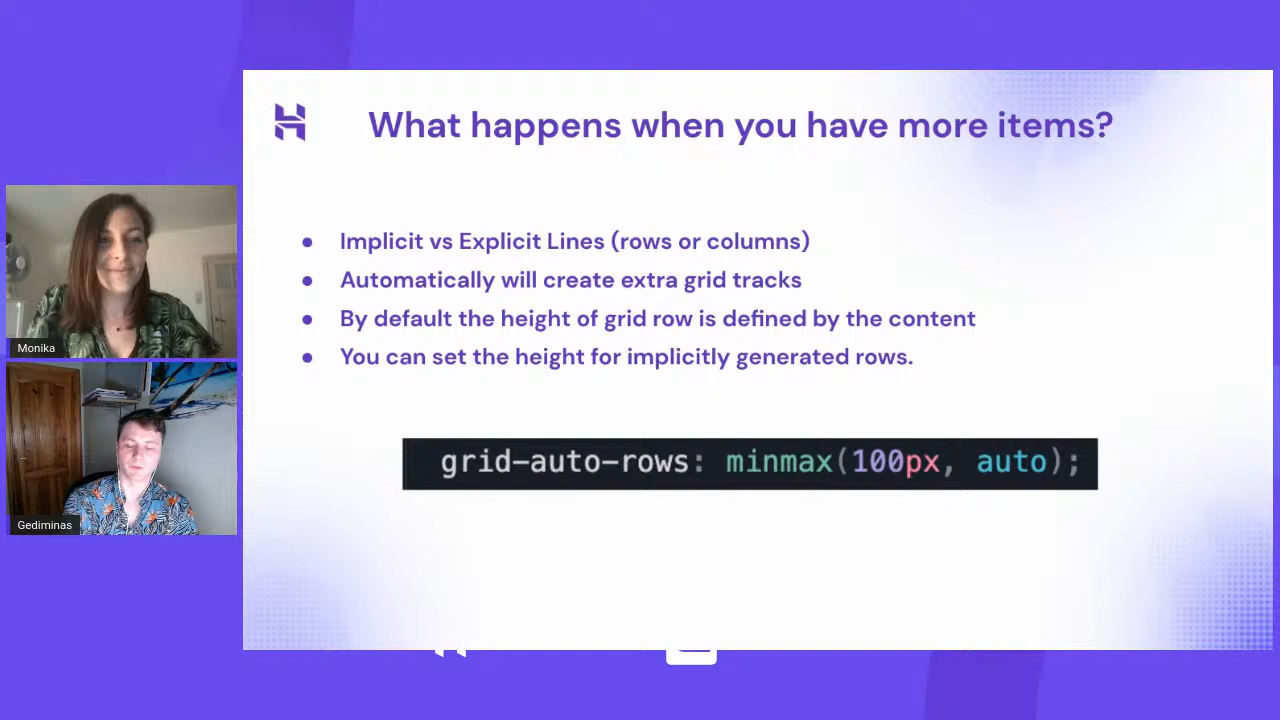 What happens when you have more items?
● Implicit vs Explicit Lines (rows or columns)
● Automatically will create extra grid tracks
● By default the height of grid row is defined by the content
● You can set the height for implicitly generated rows.
grid-auto-rows: minmax(100px, auto);
Monika
Gediminas